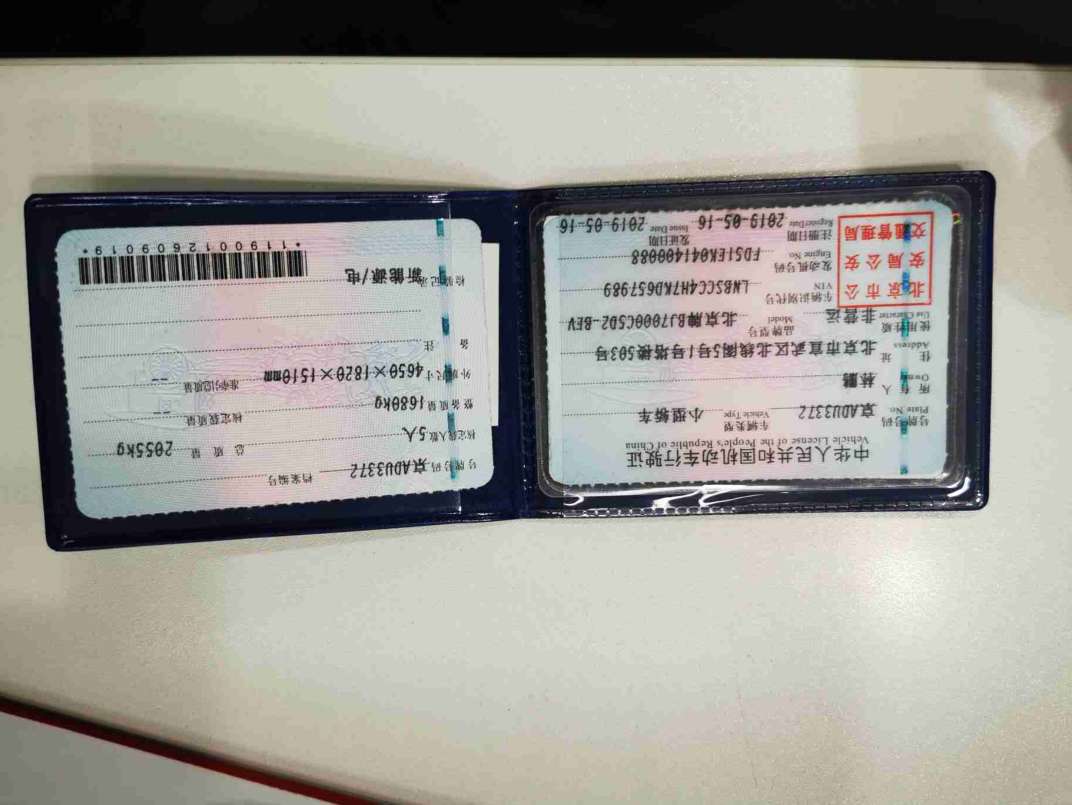 中华人民共和国机动车行驶证
Vehicle License of the People's Republic of China
号牌号码 Plate No. 京ADU3372 车辆类型 Vehicle Type 小型轿车
所有人 Owner 林鹏
住址 Address 北京市宣武区北线阁5号1号塔楼503号
使用性质 Use Character 非营运 品牌型号 Model 北京牌BJ7000C5D2-BEV
北京市公
安局公安
交通管理局
车辆识别代号 VIN LNBSCC4H7KD657989
发动机号码 Engine No. FD51EK041400088
注册日期 Register Date 2019-05-16 发证日期 Issue Date 2019-05-16
号牌号码 京ADU3372 档案编号
核定载人数 5人 总质量 2055kg
整备质量 1680kg 核定载质量 --
外廓尺寸 4650×1820×1510mm 准牵引总质量 --
备注
检验记录 新能源/电
*1190012609019*